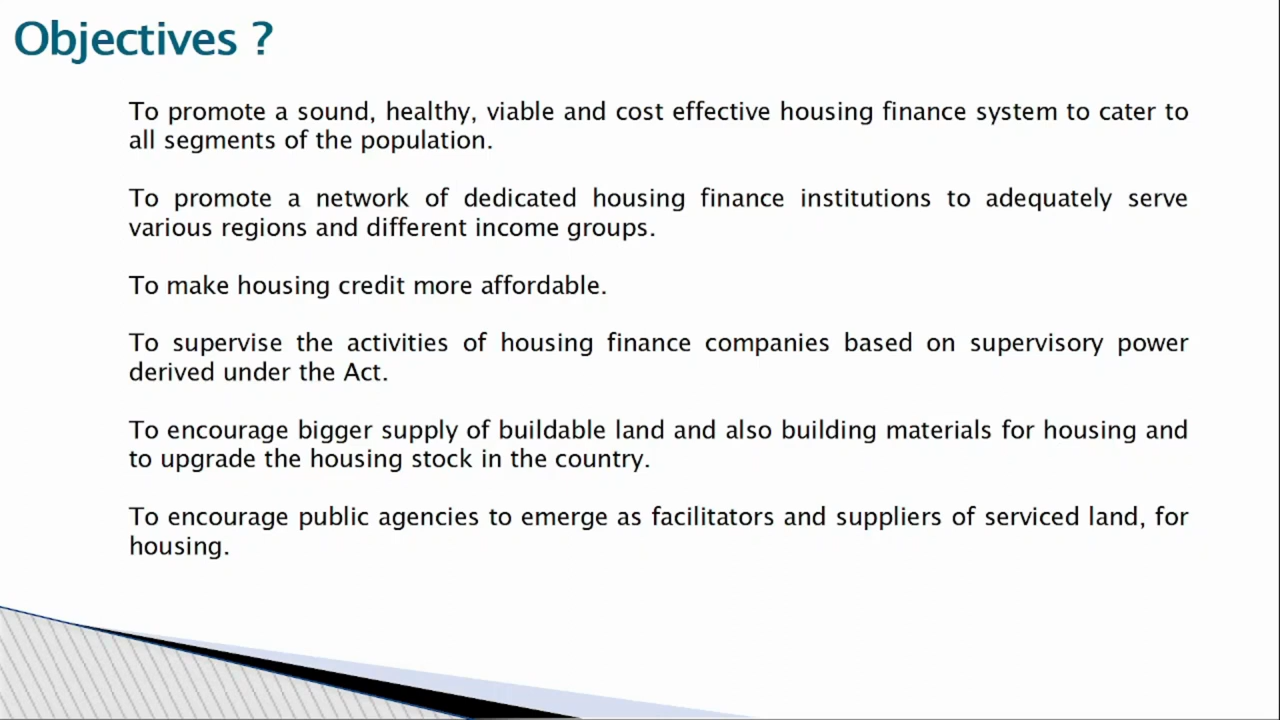 Objectives ?
To promote a sound, healthy, viable and cost effective housing finance system to cater to
all segments of the population.
To promote a network of dedicated housing finance institutions to adequately serve
various regions and different income groups.
To make housing credit more affordable.
To supervise the activities of housing finance companies based on supervisory power
derived under the Act.
To encourage bigger supply of buildable land and also building materials for housing and
to upgrade the housing stock in the country.
To encourage public agencies to emerge as facilitators and suppliers of serviced land, for
housing.